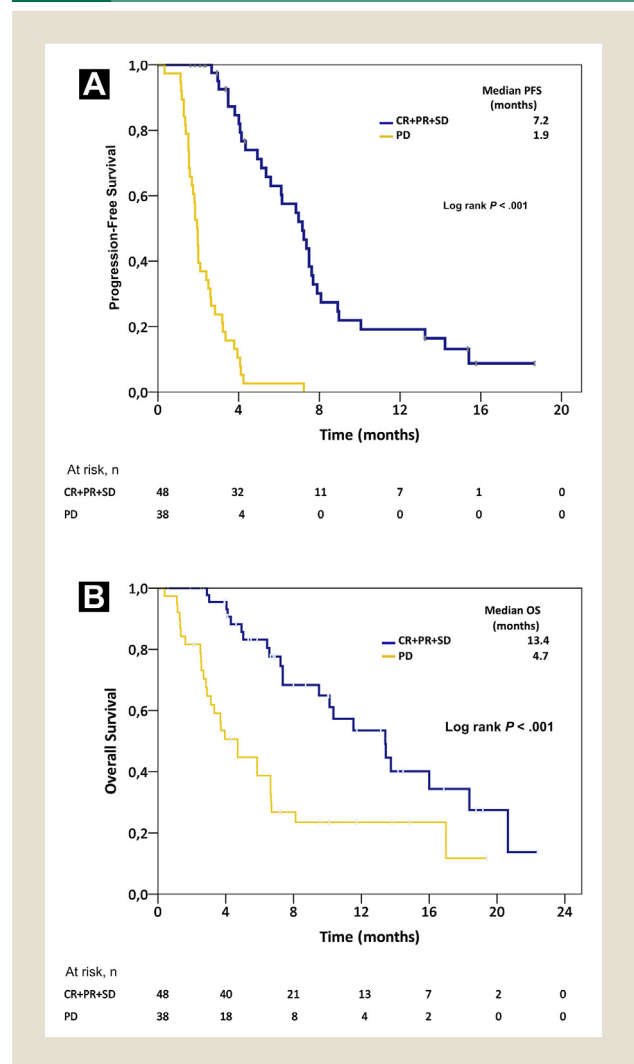 A
Progression-Free Survival
1,0
0,8
0,6
0,4
0,2
0,0
Median PFS
(months)
CR+PR+SD 7.2
PD 1.9
Log rank P < .001
0 4 8 12 16 20
Time (months)
At risk, n
CR+PR+SD 48 32 11 7 1 0
PD 38 4 0 0 0 0
B
Overall Survival
1,0
0,8
0,6
0,4
0,2
0,0
Median OS
(months)
CR+PR+SD 13.4
PD 4.7
Log rank P < .001
0 4 8 12 16 20 24
Time (months)
At risk, n
CR+PR+SD 48 40 21 13 7 2 0
PD 38 18 8 4 2 0 0